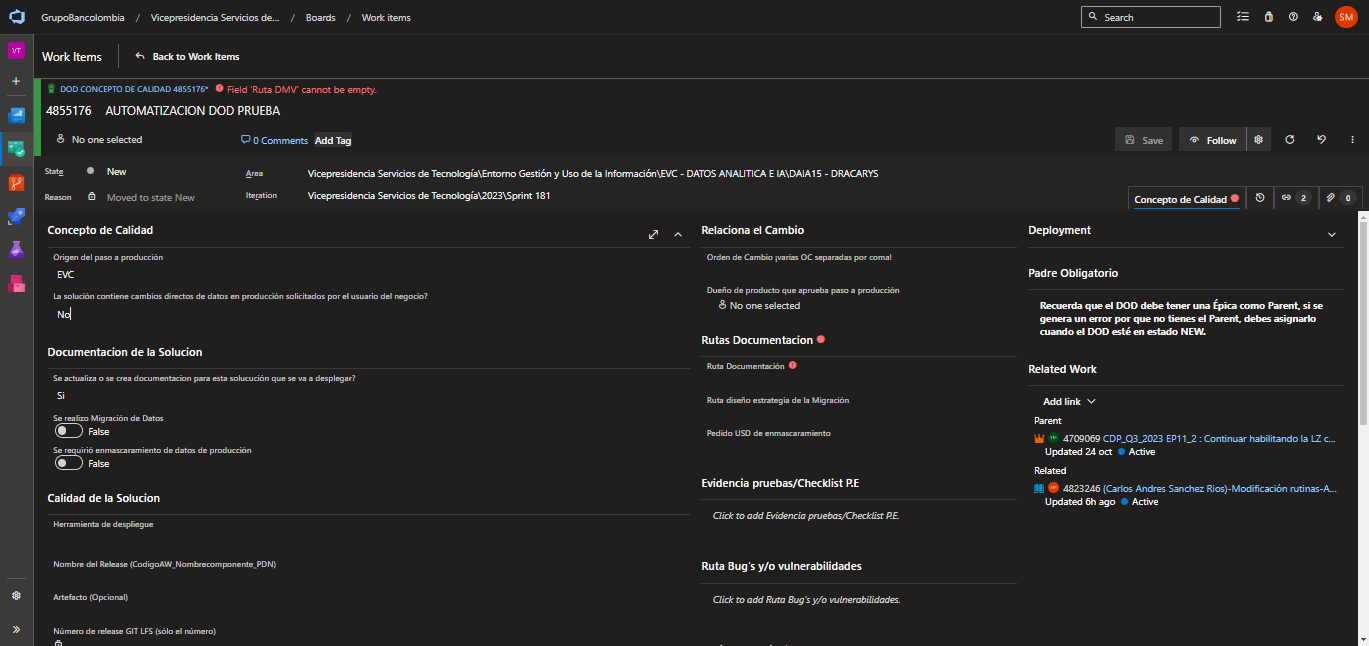 GrupoBancolombia / Vicepresidencia Servicios de... / Boards / Work items
Search
SM
VT
Work Items
Back to Work Items
DOD CONCEPTO DE CALIDAD 4855176* Field 'Ruta DMV' cannot be empty.
4855176 AUTOMATIZACION DOD PRUEBA
No one selected
0 Comments
Add Tag
Save
Follow
State
New
Area
Vicepresidencia Servicios de Tecnología\Entorno Gestión y Uso de la Información\EVC - DATOS ANALITICA E IA\DAIA15 - DRACARYS
Reason
Moved to state New
Iteration
Vicepresidencia Servicios de Tecnología\2023\Sprint 181
Concepto de Calidad
2
0
Concepto de Calidad
Origen del paso a producción
EVC
La solución contiene cambios directos de datos en producción solicitados por el usuario del negocio?
No
Documentacion de la Solucion
Se actualiza o se crea documentacion para esta solucución que se va a desplegar?
Si
Se realizo Migración de Datos
False
Se requirió enmascaramiento de datos de producción
False
Calidad de la Solucion
Herramienta de despliegue
Nombre del Release (CodigoAW_Nombrecomponente_PDN)
Artefacto (Opcional)
Número de release GIT LFS (sólo el número)
Relaciona el Cambio
Orden de Cambio ¡varias OC separadas por coma!
Dueño de producto que aprueba paso a producción
No one selected
Rutas Documentacion
Ruta Documentación
Ruta diseño estrategia de la Migración
Pedido USD de enmascaramiento
Evidencia pruebas/Checklist P.E
Click to add Evidencia pruebas/Checklist P.E.
Ruta Bug's y/o vulnerabilidades
Click to add Ruta Bug's y/o vulnerabilidades.
Deployment
Padre Obligatorio
Recuerda que el DOD debe tener una Épica como Parent, si se
genera un error por que no tienes el Parent, debes asignarlo
cuando el DOD esté en estado NEW.
Related Work
Add link
Parent
4709069 CDP_Q3_2023 EP11_2 : Continuar habilitando la LZ c...
Updated 24 oct Active
Related
4823246 (Carlos Andres Sanchez Rios)-Modificación rutinas-A...
Updated 6h ago Active